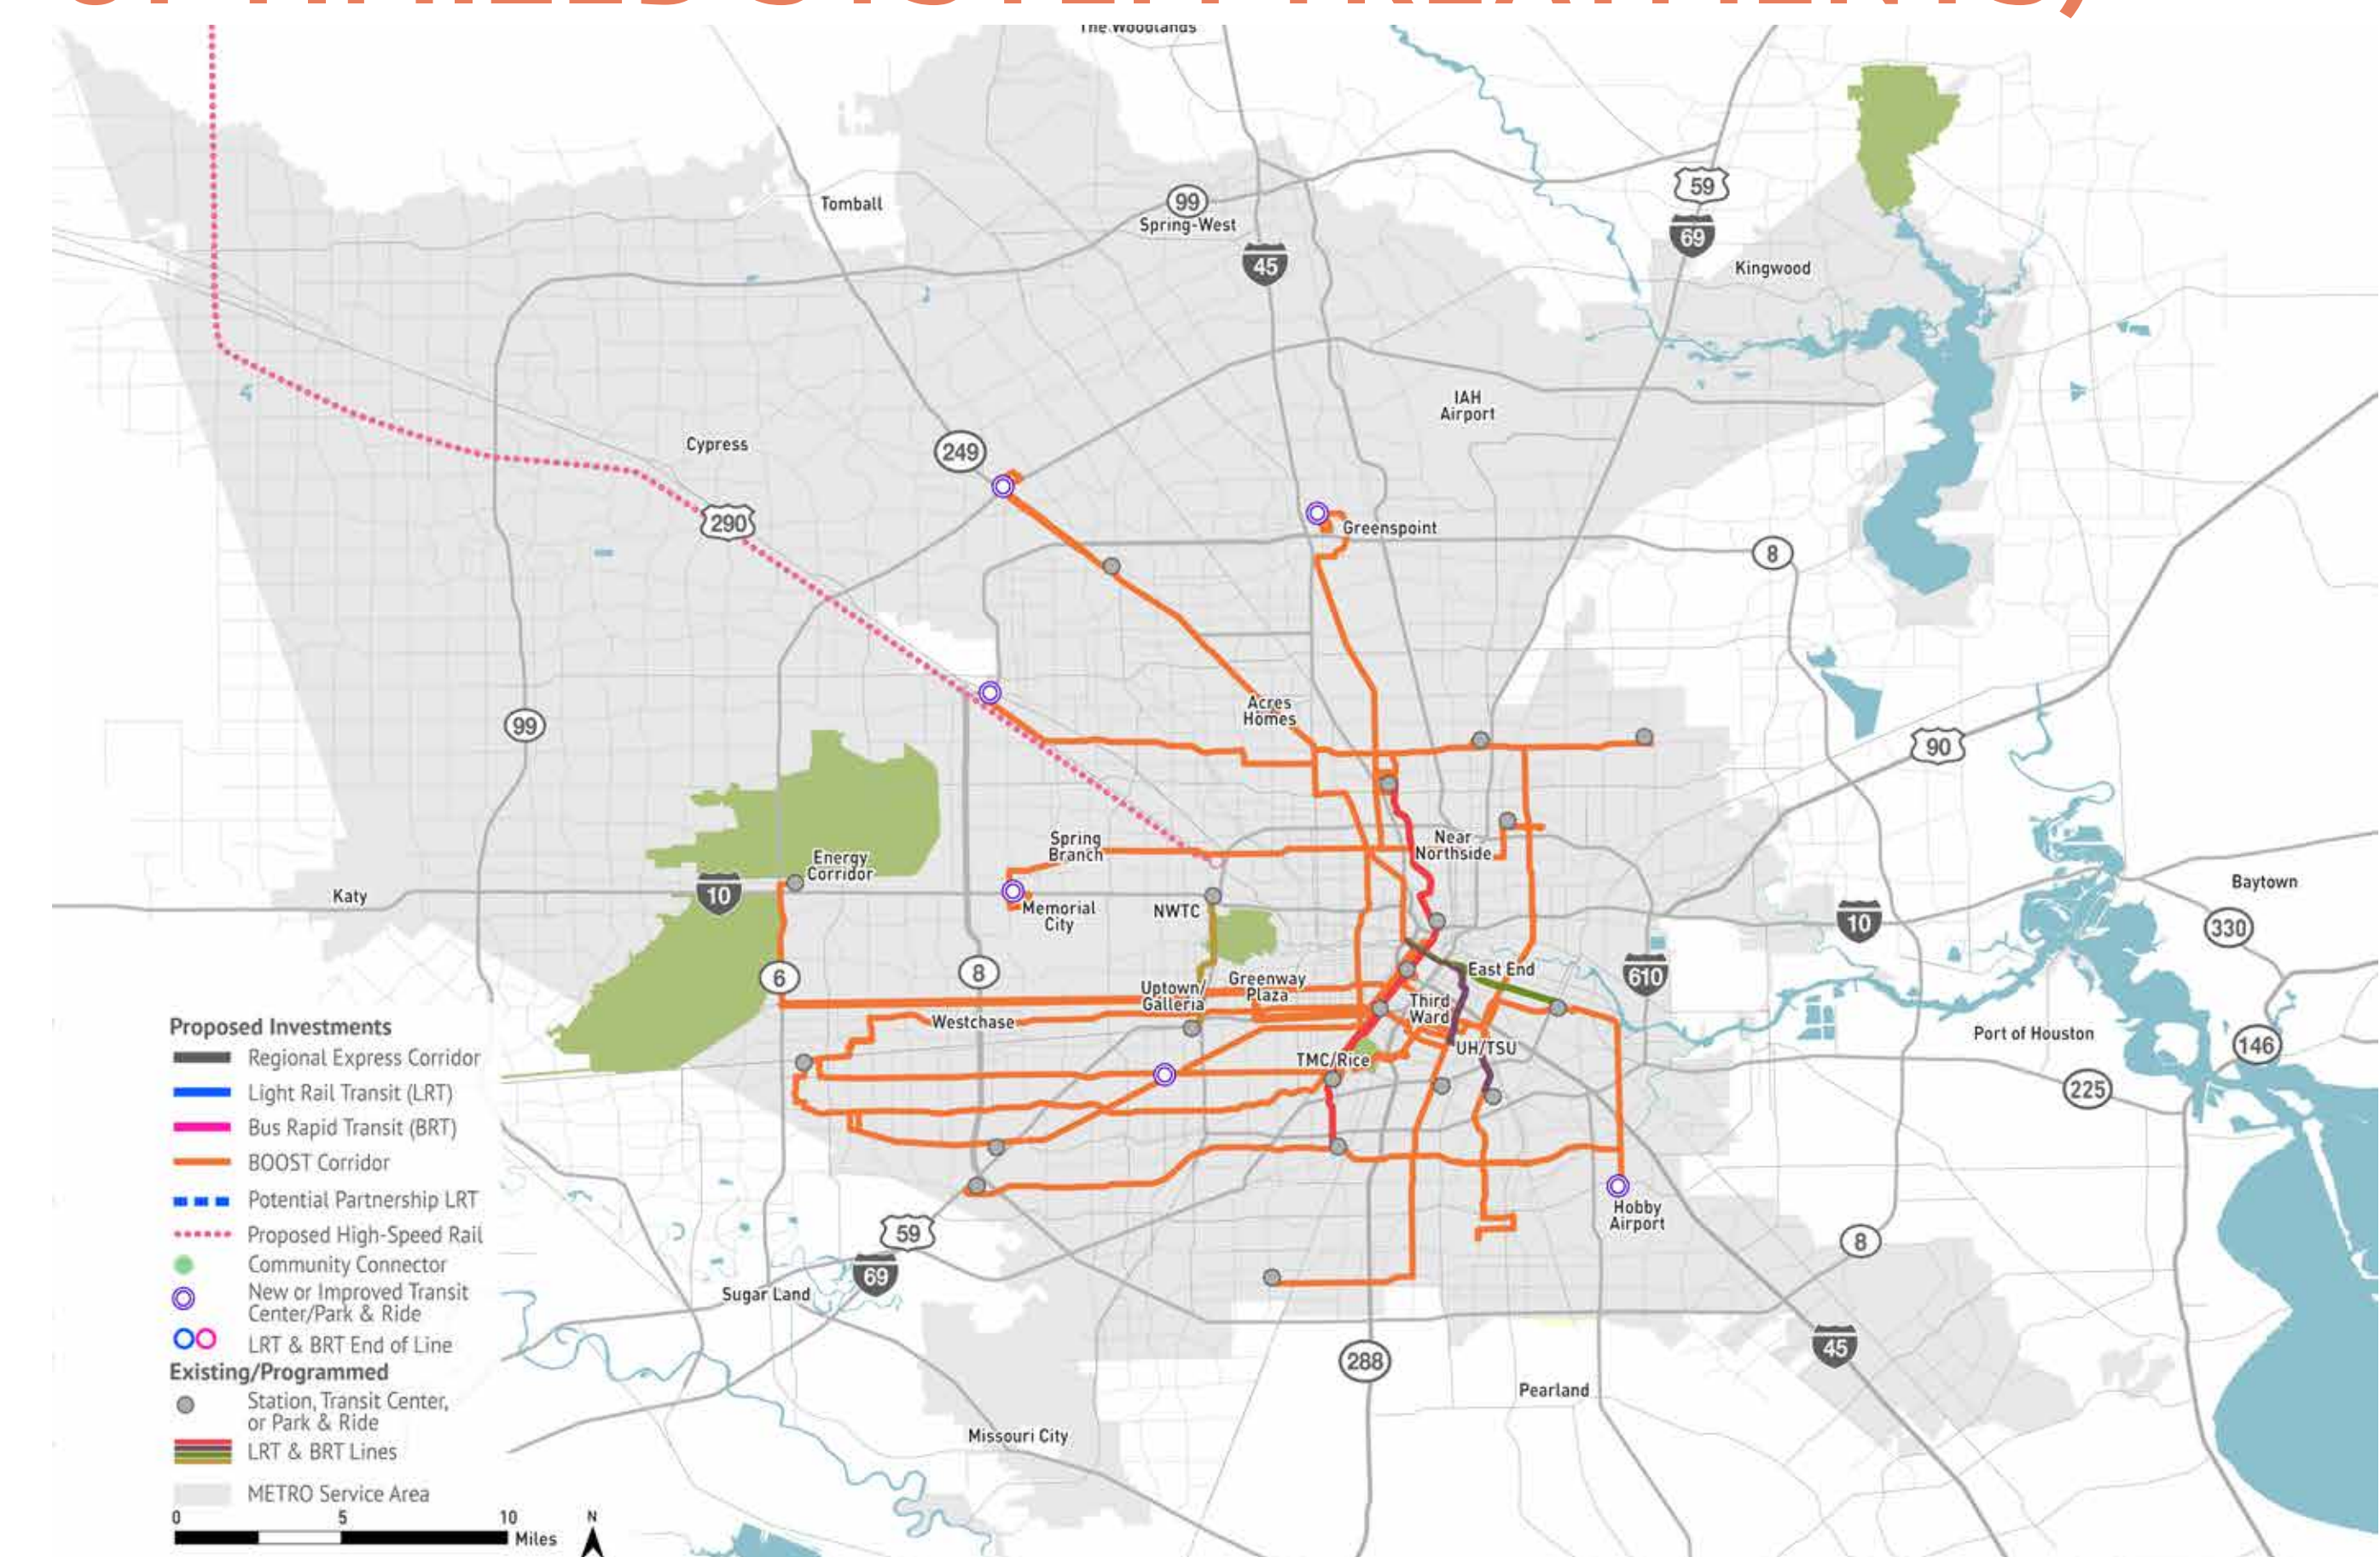 The Woodlands
59
Tomball
99
Spring-West
69
45
Kingwood
IAH
Airport
Cypress
249
290
Greenspoint
8
Acres
Homes
99
90
Spring
Branch
Near
Northside
Energy
Corridor
Katy
10
Memorial
City
NWTC
10
Baytown
330
6
8
Uptown/
Galleria
Greenway
Plaza
East End
610
Third
Ward
Westchase
Port of Houston
146
TMC/Rice
UH/TSU
225
Hobby
Airport
59
69
8
Sugar Land
45
288
Pearland
Missouri City
Proposed Investments
Regional Express Corridor
Light Rail Transit (LRT)
Bus Rapid Transit (BRT)
BOOST Corridor
Potential Partnership LRT
Proposed High-Speed Rail
Community Connector
New or Improved Transit
Center/Park & Ride
LRT & BRT End of Line
Existing/Programmed
Station, Transit Center,
or Park & Ride
LRT & BRT Lines
METRO Service Area
0 5 10
Miles
N